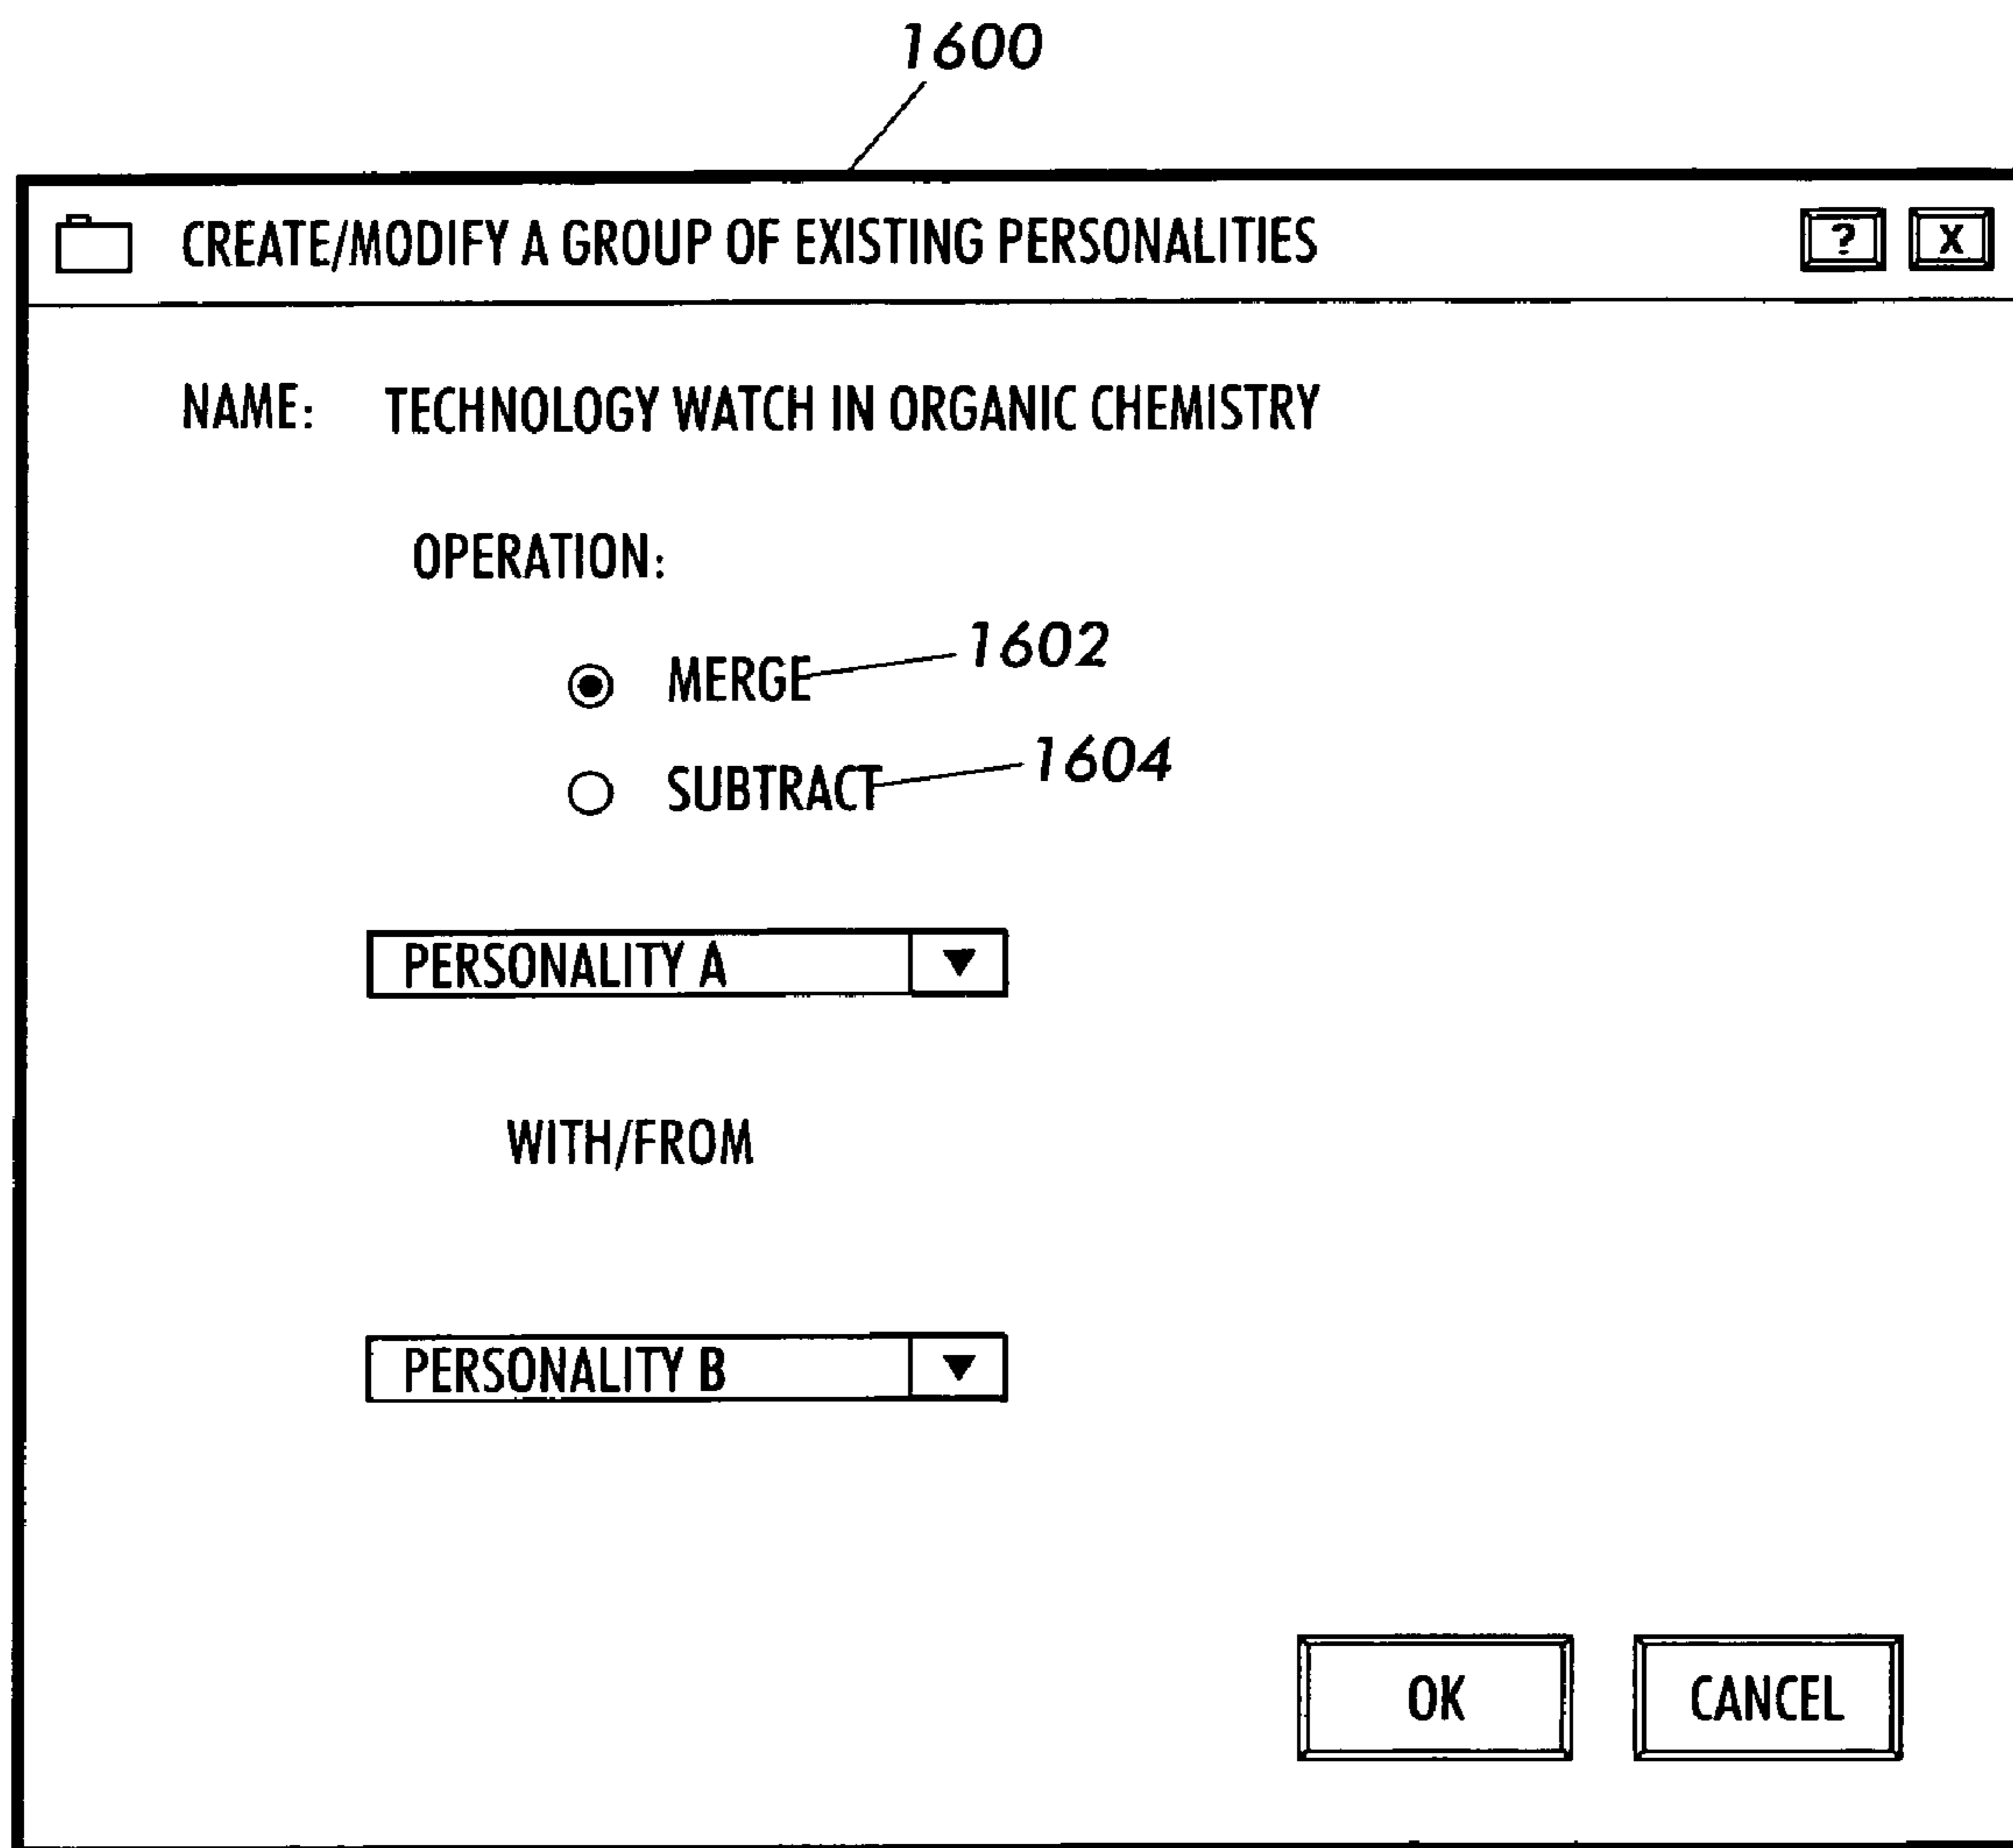 1600
CREATE/MODIFY A GROUP OF EXISTING PERSONALITIES ? X
NAME: TECHNOLOGY WATCH IN ORGANIC CHEMISTRY
OPERATION:
MERGE 1602
SUBTRACT 1604
PERSONALITY A
WITH/FROM
PERSONALITY B
OK CANCEL